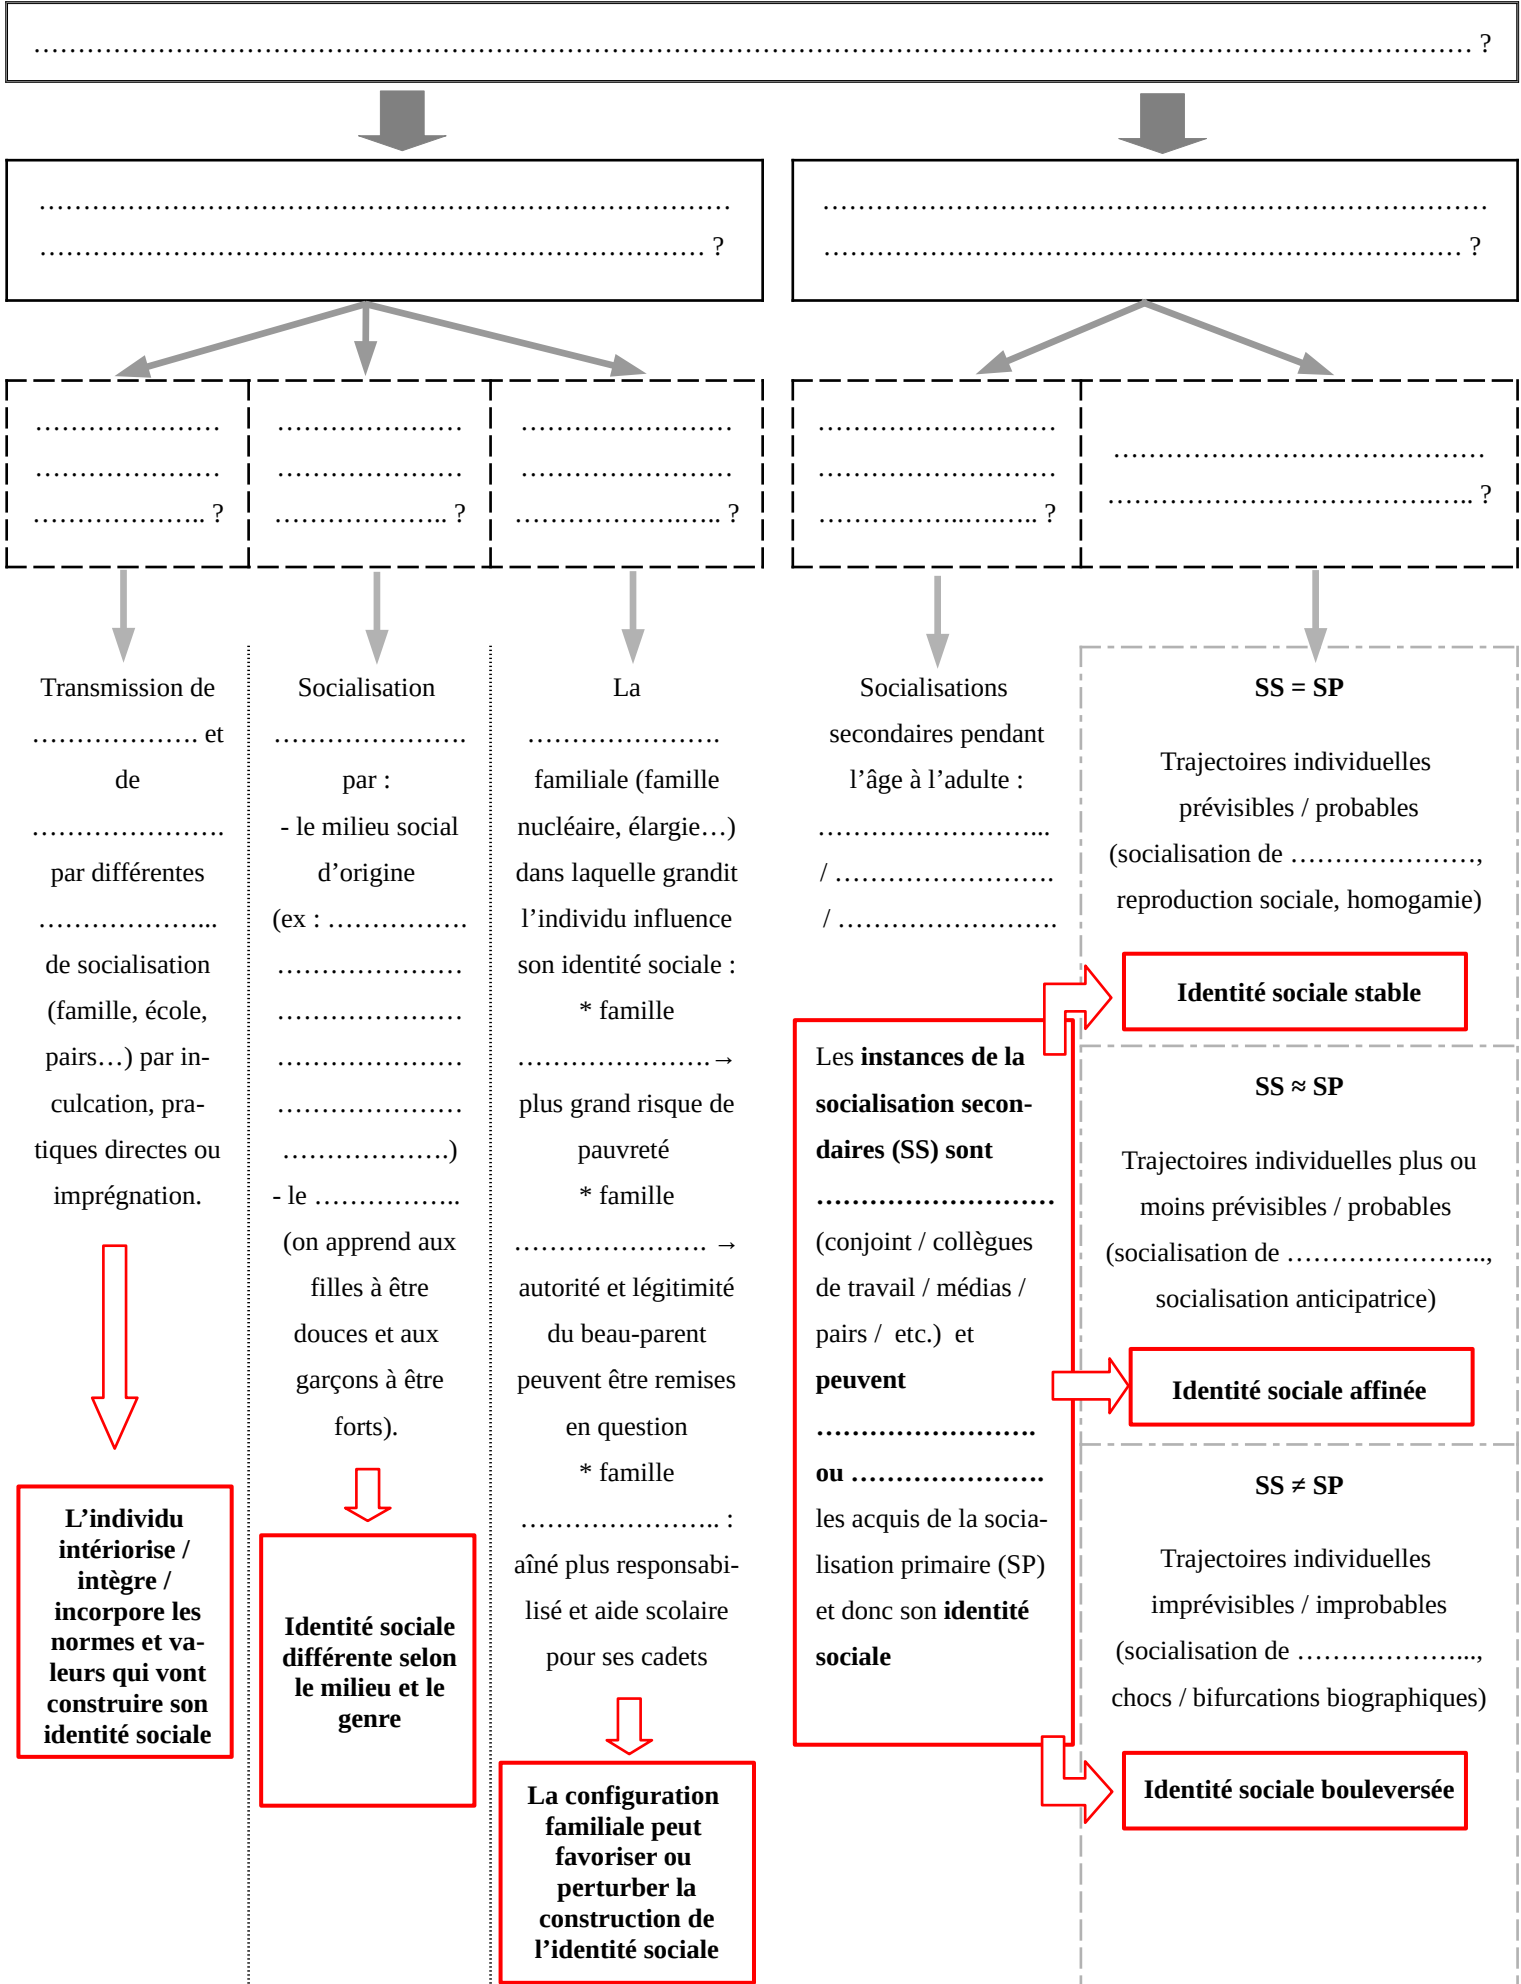 ……………………………………………………………………………………………………………………………………………… ?
……………………………………………………………………
………………………………………………………………… ?
…………………………………………………………………
……………………………………………………………… ?
…………………
…………………
……………….. ?
…………………
…………………
……………….. ?
……………………
……………………
……………….….. ?
………………………
………………………
……………..….….. ?
……………………………………
……………………………….….. ?
Transmission de
………………. et
de
………………….
par différentes
………………...
de socialisation
(famille, école,
pairs…) par in-
culcation, pra-
tiques directes ou
imprégnation.
L’individu
intériorise /
intègre /
incorpore les
normes et va-
leurs qui vont
construire son
identité sociale
Socialisation
………………….
par :
- le milieu social
d’origine
(ex : …………….
…………………
…………………
…………………
…………………
……………….)
- le ……………..
(on apprend aux
filles à être
douces et aux
garçons à être
forts).
Identité sociale
différente selon
le milieu et le
genre
La
………………….
familiale (famille
nucléaire, élargie…)
dans laquelle grandit
l’individu influence
son identité sociale :
* famille
………………….→
plus grand risque de
pauvreté
* famille
…………………. →
autorité et légitimité
du beau-parent
peuvent être remises
en question
* famille
………………….. :
aîné plus responsabi-
lisé et aide scolaire
pour ses cadets
La configuration
familiale peut
favoriser ou
perturber la
construction de
l’identité sociale
Socialisations
secondaires pendant
l’âge à l’adulte :
……………………...
/ …………………….
/ …………………….
Les instances de la
socialisation secon-
daires (SS) sont
………………………
(conjoint / collègues
de travail / médias /
pairs / etc.) et
peuvent
…………………….
ou ………………….
les acquis de la socia-
lisation primaire (SP)
et donc son identité
sociale
SS = SP
Trajectoires individuelles
prévisibles / probables
(socialisation de …………………,
reproduction sociale, homogamie)
Identité sociale stable
SS ≈ SP
Trajectoires individuelles plus ou
moins prévisibles / probables
(socialisation de …………………..,
socialisation anticipatrice)
Identité sociale affinée
SS ≠ SP
Trajectoires individuelles
imprévisibles / improbables
(socialisation de ………………...,
chocs / bifurcations biographiques)
Identité sociale bouleversée